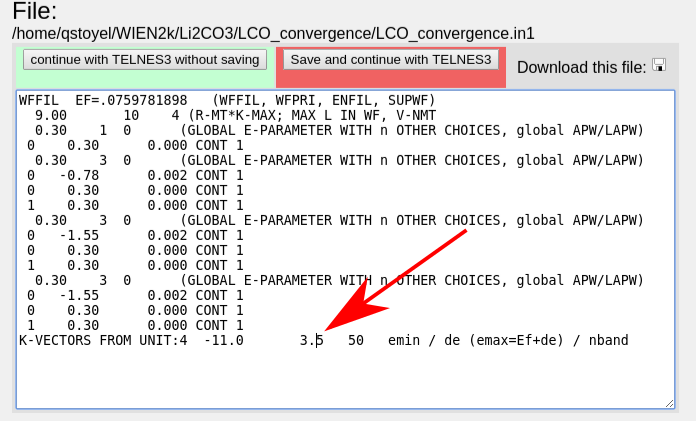 File:
/home/qstoyel/WIEN2k/Li2CO3/LCO_convergence/LCO_convergence.in1
continue with TELNES3 without saving
Save and continue with TELNES3
Download this file:
WFFIL  EF=.0759781898   (WFFIL, WFPRI, ENFIL, SUPWF)
  9.00       10    4 (R-MT*K-MAX; MAX L IN WF, V-NMT
  0.30    1  0      (GLOBAL E-PARAMETER WITH n OTHER CHOICES, global APW/LAPW)
 0    0.30      0.000 CONT 1
  0.30    3  0      (GLOBAL E-PARAMETER WITH n OTHER CHOICES, global APW/LAPW)
 0   -0.78      0.002 CONT 1
 0    0.30      0.000 CONT 1
 1    0.30      0.000 CONT 1
  0.30    3  0      (GLOBAL E-PARAMETER WITH n OTHER CHOICES, global APW/LAPW)
 0   -1.55      0.002 CONT 1
 0    0.30      0.000 CONT 1
 1    0.30      0.000 CONT 1
  0.30    3  0      (GLOBAL E-PARAMETER WITH n OTHER CHOICES, global APW/LAPW)
 0   -1.55      0.002 CONT 1
 0    0.30      0.000 CONT 1
 1    0.30      0.000 CONT 1
K-VECTORS FROM UNIT:4  -11.0       3.5   50   emin / de (emax=Ef+de) / nband